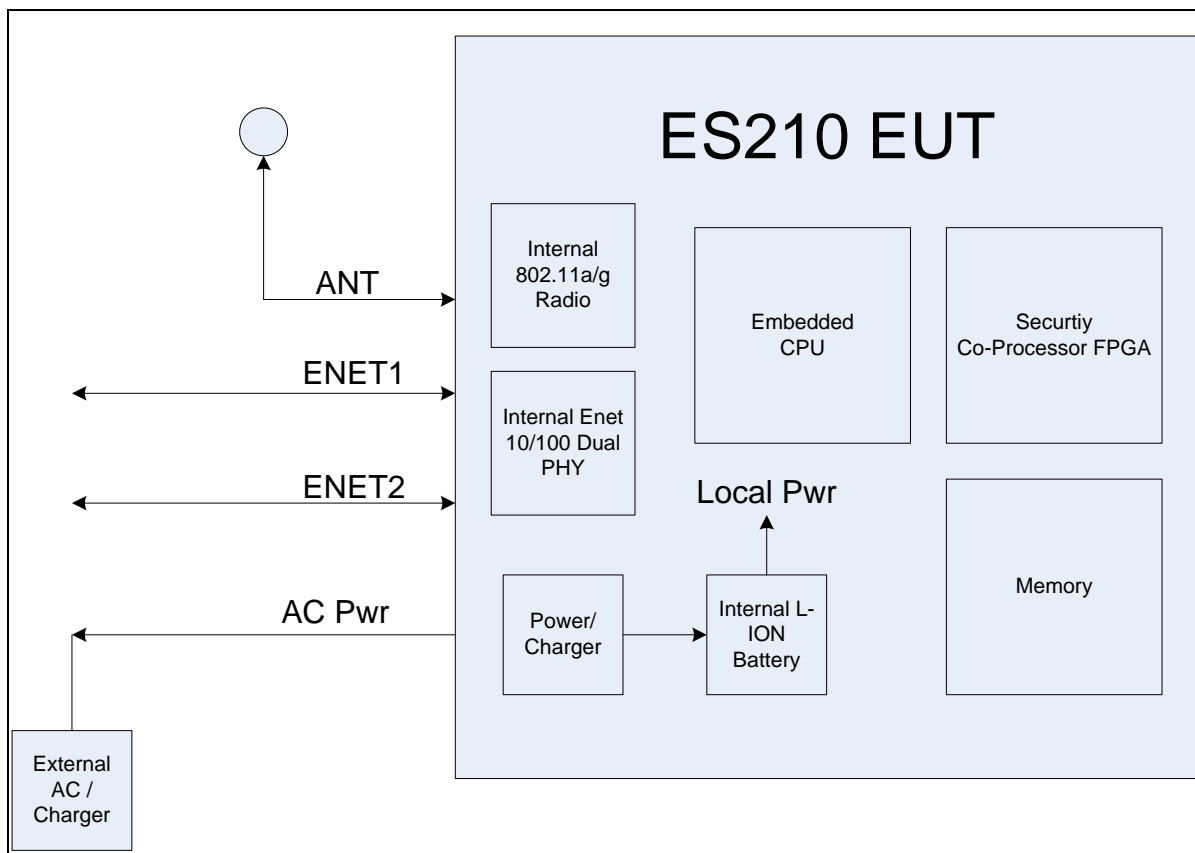 ES210 EUT
Internal
802.11a/g
Radio
Embedded
CPU
Securtiy
Co-Processor FPGA
ANT
ENET1
Internal Enet
10/100 Dual
PHY
ENET2
Local Pwr
Memory
AC Pwr
Power/
Charger
Internal L-
ION
Battery
External
AC /
Charger